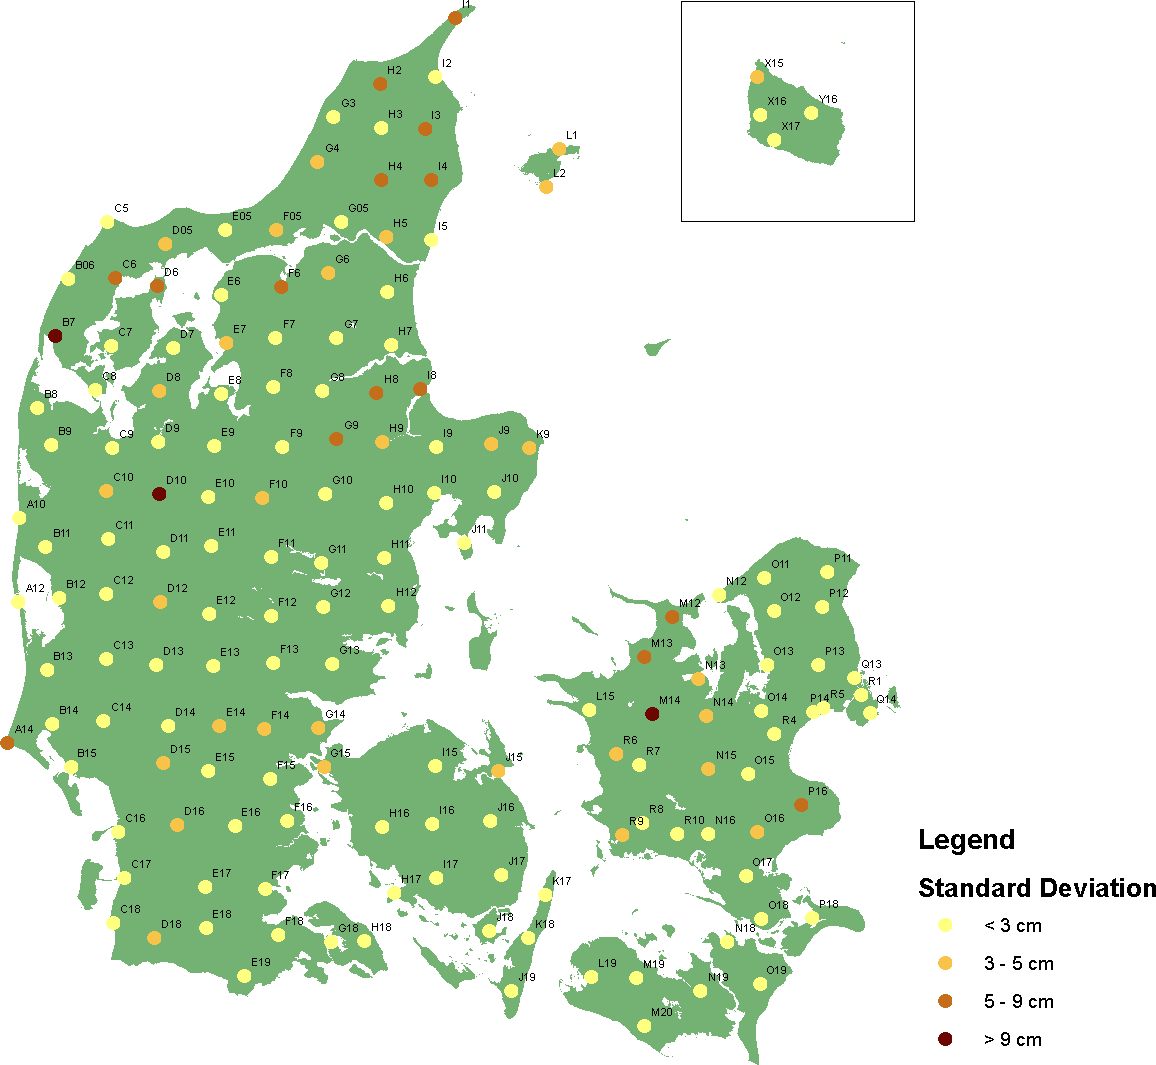 I1
I2
H2
X15
G3
H3
I3
X16
Y16
X17
L1
G4
H4
I4
L2
C5
D05
E05
F05
G05
H5
I5
B06
C6
D6
E6
F6
G6
H6
B7
C7
D7
E7
F7
G7
H7
B8
C8
D8
E8
F8
G8
H8
I8
B9
C9
D9
E9
F9
G9
H9
I9
J9
K9
A10
C10
D10
E10
F10
G10
H10
I10
J10
B11
C11
D11
E11
F11
G11
H11
J11
O11
P11
A12
B12
C12
D12
E12
F12
G12
H12
M12
N12
O12
P12
B13
C13
D13
E13
F13
G13
M13
N13
O13
P13
Q13
R1
A14
B14
C14
D14
E14
F14
G14
L15
M14
N14
O14
P14
R5
Q14
R4
B15
D15
E15
F15
G15
I15
J15
R6
R7
N15
O15
C16
D16
E16
F16
H16
I16
J16
R9
R8
R10
N16
O16
P16
Legend
C17
E17
F17
H17
I17
J17
K17
O17
Standard Deviation
C18
D18
E18
F18
G18
H18
J18
K18
N18
O18
P18
< 3 cm
E19
J19
L19
M19
N19
O19
3 - 5 cm
M20
5 - 9 cm
> 9 cm